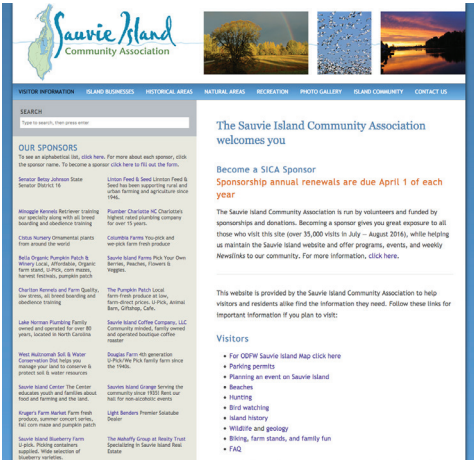 Sauvie Island
Community Association
VISITOR INFORMATION ISLAND BUSINESSES HISTORICAL AREAS NATURAL AREAS RECREATION PHOTO GALLERY ISLAND COMMUNITY CONTACT US
SEARCH
Type to search, then press enter
OUR SPONSORS
To see an alphabetical list, click here. For more about each sponsor, click
the sponsor name. To become a sponsor click here to fill out the form.
Senator Betsy Johnson State
Senator District 16
Linnton Feed & Seed Linnton Feed &
Seed has been supporting rural and
urban farming and agriculture since
1946.
Minaggie Kennels Retriever training
our specialty along with all breed
boarding and obedience training
Plumber Charlotte NC Charlotte's
highest rated plumbing company
for over 15 years.
Cistus Nursery Ornamental plants
from around the world
Columbia Farms You-pick and
we-pick farm fresh produce
Bella Organic Pumpkin Patch &
Winery Local, Affordable, Organic
farm stand, U-Pick, corn mazes,
harvest festivals, pumpkin patch
Sauvie Island Farms Pick Your Own
Berries, Peaches, Flowers &
Veggies.
Charlton Kennels and Farm Quality,
low stress, all breed boarding and
obedience training
The Pumpkin Patch Local
farm-fresh produce at low,
farm-direct prices. U-Pick, Animal
Barn, Giftshop, Cafe.
Lake Norman Plumbing Family
owned and operated for over 80
years, located in North Carolina
Sauvie Island Coffee Company, LLC
Community minded, family owned
and operated boutique coffee
roaster
West Multnomah Soil & Water
Conservation Dist helps you
manage your land to conserve &
protect soil & water resources
Douglas Farm 4th generation
U-Pick/We Pick family farm since
the 1940s.
Sauvie Island Center The Center
educates youth and families about
food and farming and the land.
Sauvies Island Grange Serving the
community since 1935! Rent our
hall for non-alcoholic events
Kruger's Farm Market Farm fresh
produce, summer concert series,
fall corn maize and pumpkin patch
Light Benders Premier Solatube
Dealer
Sauvie Island Blueberry Farm
U-pick. Picking containers
supplied. Wide selection of
blueberry varieties.
The Mehaffy Group at Realty Trust
Specializing in Sauvie Island Real
Estate
The Sauvie Island Community Association
welcomes you
Become a SICA Sponsor
Sponsorship annual renewals are due April 1 of each
year
The Sauvie Island Community Association is run by volunteers and funded by
sponsorships and donations. Becoming a sponsor gives you great exposure to all
those who visit this site (over 35,000 visits in July — August 2016), while helping
us maintain the Sauvie Island website and offer programs, events, and weekly
Newslinks to our community. For more information, click here.
This website is provided by the Sauvie Island Community Association to help
visitors and residents alike find the information they need. Follow these links for
important information if you plan to visit:
Visitors
• For ODFW Sauvie Island Map click here
• Parking permits
• Planning an event on Sauvie Island
• Beaches
• Hunting
• Bird watching
• Island history
• Wildlife and geology
• Biking, farm stands, and family fun
• FAQ